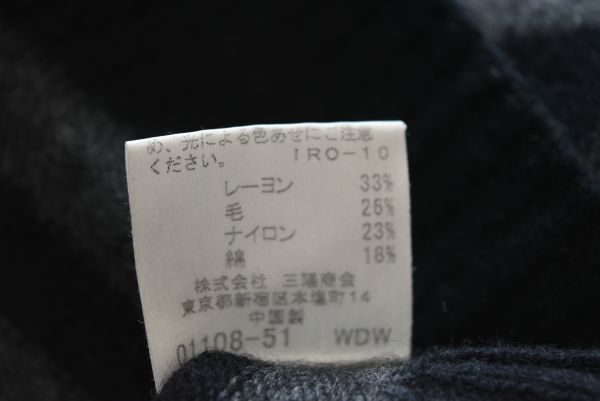 め、光による色あせにご注意
ください。 IRO-10
レーヨン 33%
毛 26%
ナイロン 23%
綿 18%
株式会社 三陽商会
東京都新宿区本塩町14
中国製
01108-51 WDW